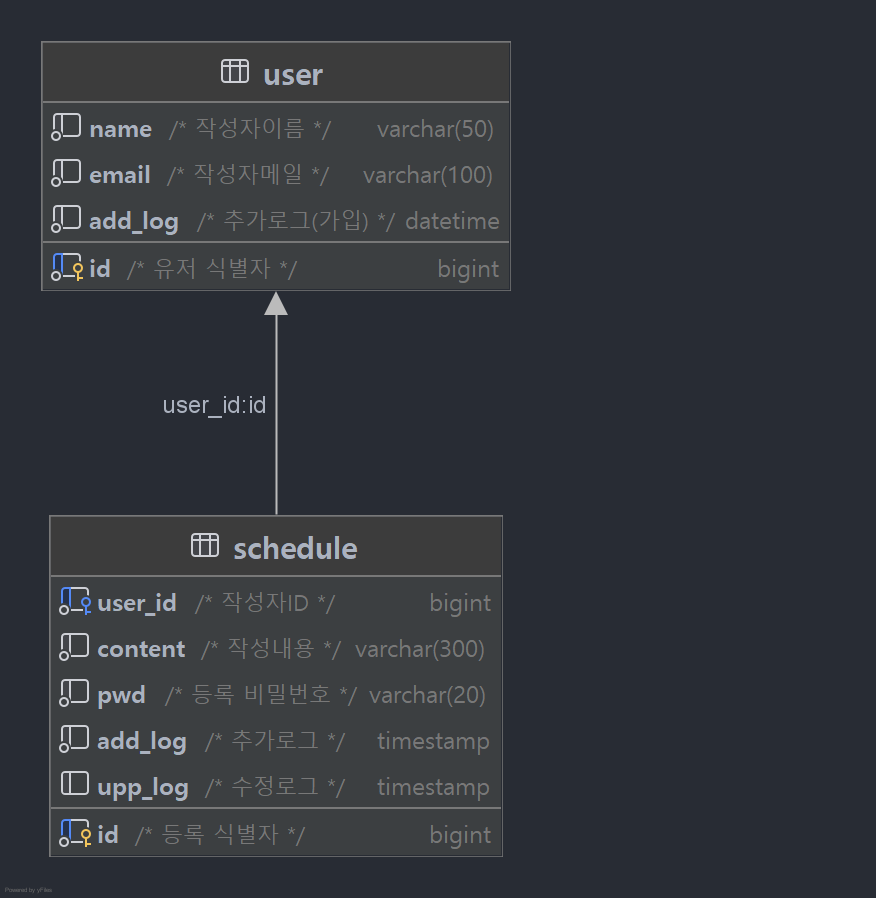 user
name /* 작성자이름 */ varchar(50)
email /* 작성자메일 */ varchar(100)
add_log /* 추가로그(가입) */ datetime
id /* 유저 식별자 */ bigint
user_id:id
schedule
user_id /* 작성자ID */ bigint
content /* 작성내용 */ varchar(300)
pwd /* 등록 비밀번호 */ varchar(20)
add_log /* 추가로그 */ timestamp
upp_log /* 수정로그 */ timestamp
id /* 등록 식별자 */ bigint
Powered by yFiles